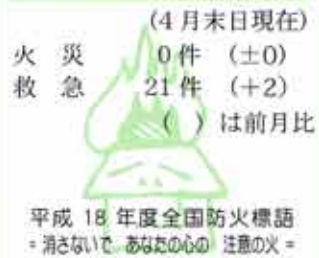 (4月末日現在)
火 災 0件 (±0)
救 急 21件 (+2)
( )は前月比
平成 18 年度全国防火標語
= 消さないで あなたの心の 注意の火 =